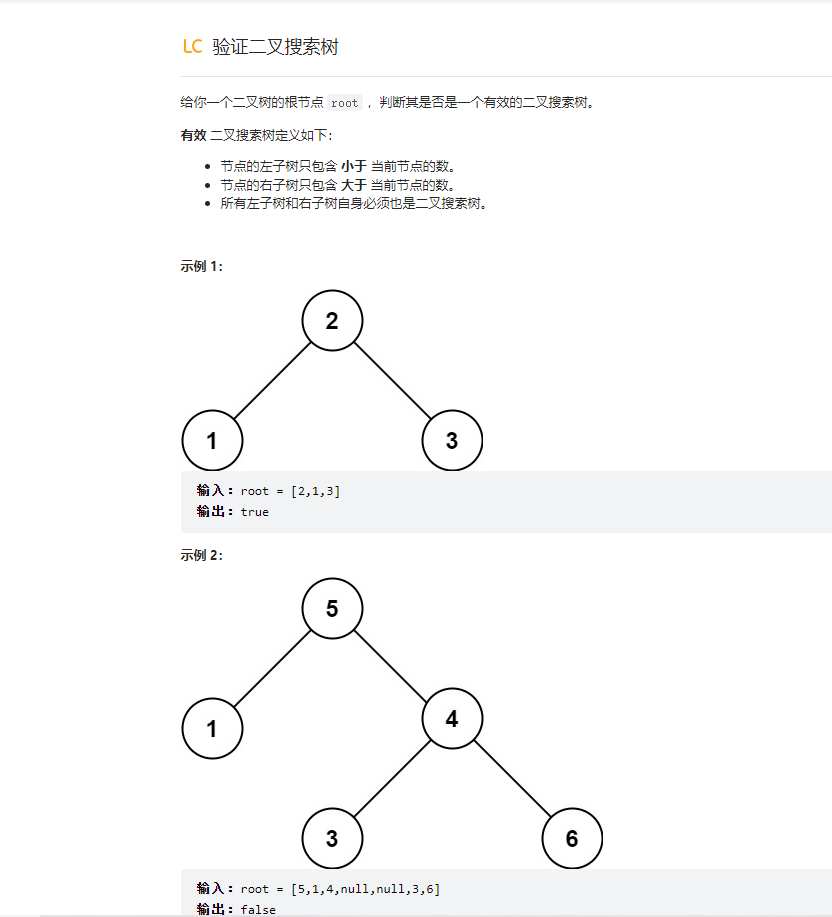 LC 验证二叉搜索树
给你一个二叉树的根节点 root ，判断其是否是一个有效的二叉搜索树。
有效 二叉搜索树定义如下：
• 节点的左子树只包含 小于 当前节点的数。
• 节点的右子树只包含 大于 当前节点的数。
• 所有左子树和右子树自身必须也是二叉搜索树。
示例 1：
2
1 3
输入：root = [2,1,3]
输出：true
示例 2：
5
1 4
3 6
输入：root = [5,1,4,null,null,3,6]
输出：false